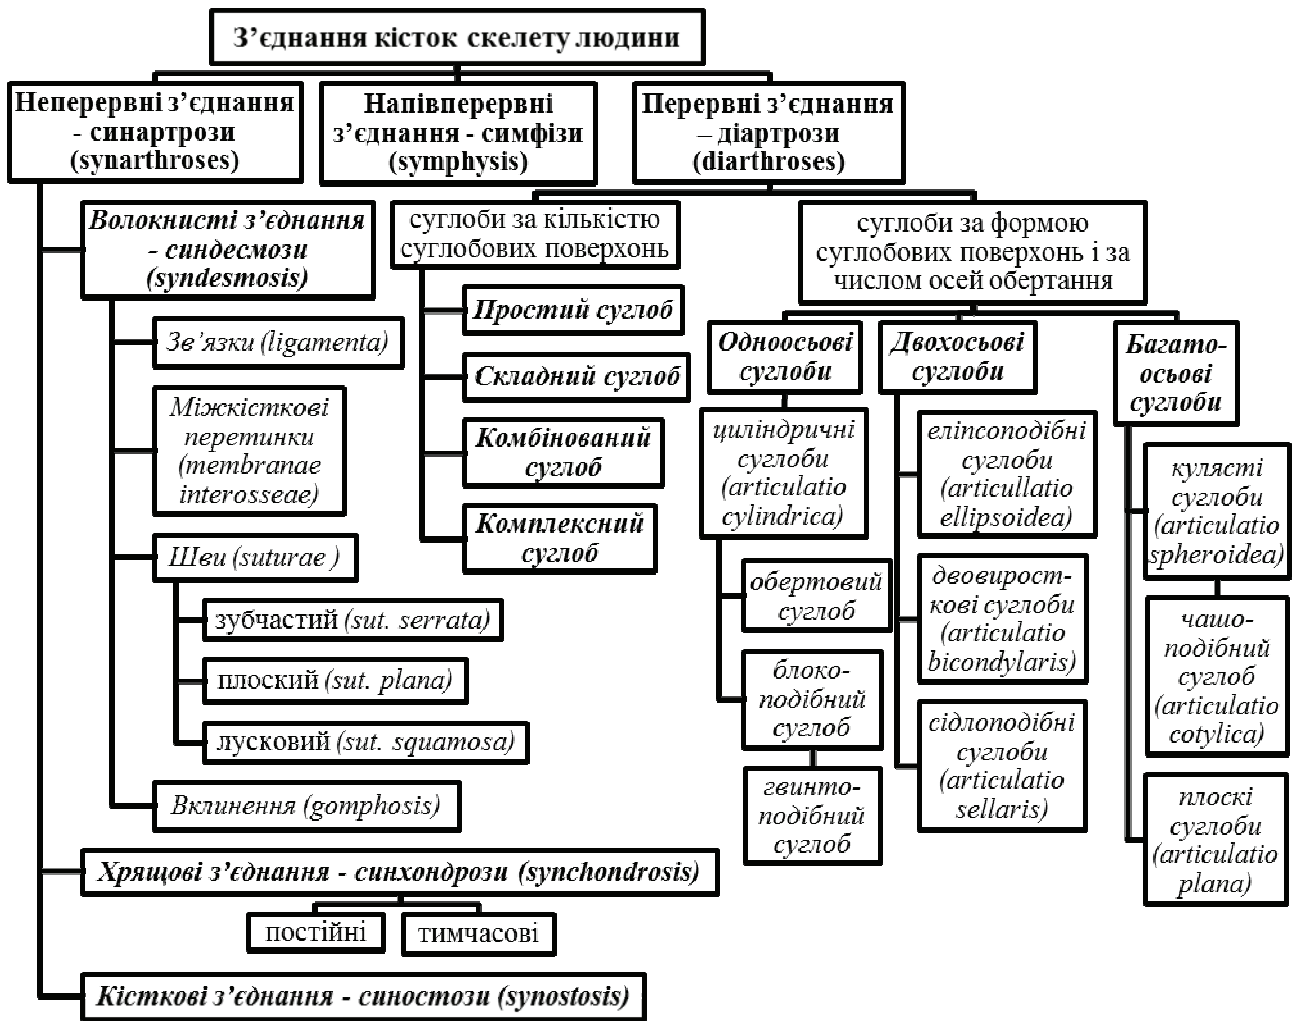 З’єднання кісток скелету людини
Неперервні з’єднання
- синартрози
(synarthroses)
Напівперервні
з’єднання - симфізи
(symphysis)
Перервні з’єднання
– діартрози
(diarthroses)
Волокнисті з’єднання
- синдесмози
(syndesmosis)
Зв’язки (ligamenta)
Міжкісткові
перетинки
(membranae
interosseae)
Шви (suturae )
зубчастий (sut. serrata)
плоский (sut. plana)
лусковий (sut. squamosa)
Вклинення (gomphosis)
Хрящові з’єднання - синхондрози (synchondrosis)
постійні
тимчасові
Кісткові з’єднання - синостози (synostosis)
суглоби за кількістю
суглобових поверхонь
Простий суглоб
Складний суглоб
Комбінований
суглоб
Комплексний
суглоб
суглоби за формою
суглобових поверхонь і за
числом осей обертання
Одноосьові
суглоби
циліндричні
суглоби
(articulatio
cylindrica)
обертовий
суглоб
блоко-
подібний
суглоб
гвинто-
подібний
суглоб
Двохосьові
суглоби
еліпсоподібні
суглоби
(articullatio
ellipsoidea)
двовирост-
кові суглоби
(articulatio
bicondylaris)
сідлоподібні
суглоби
(articulatio
sellaris)
Багато-
осьові
суглоби
кулясті
суглоби
(articulatio
spheroidea)
чашо-
подібний
суглоб
(articulatio
cotylica)
плоскі
суглоби
(articulatio
plana)